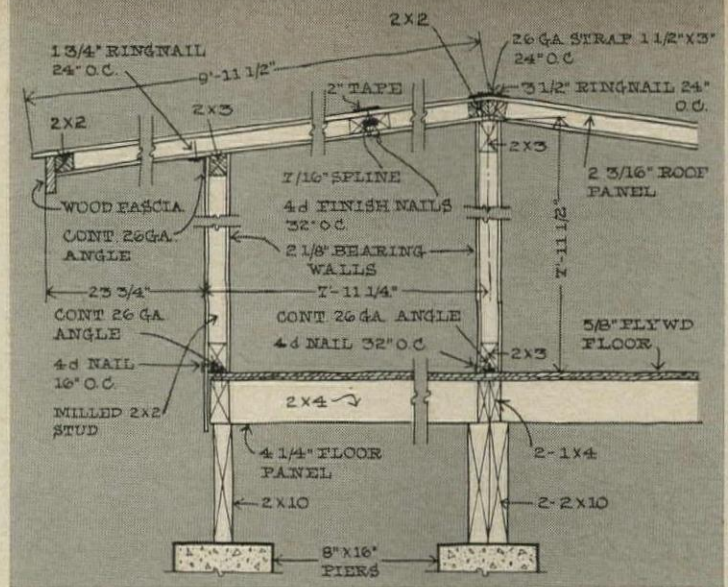 2X2
1 3/4" RINGNAIL
24" O.C.
26 GA STRAP 1 1/2"X3"
24" O.C.
9'-11 1/2"
3 1/2" RINGNAIL 24"
O.C.
2" TAPE
2X2
2X3
2X3
7/16" SPLINE
2 3/16" ROOF
PANEL
4d FINISH NAILS
32" O.C.
WOOD FASCIA
CONT 26GA
ANGLE
2 1/8" BEARING
WALLS
7'-11 1/2"
23 3/4"
7'-11 1/4"
CONT 26 GA
ANGLE
CONT 26 GA ANGLE
5/8" PLYWD
FLOOR
4d NAIL
16" O.C.
4d NAIL 32" O.C
2X3
MILLED 2X2
STUD
2X4
4 1/4" FLOOR
PANEL
2-1X4
2X10
2-2X10
8" X16"
PIERS